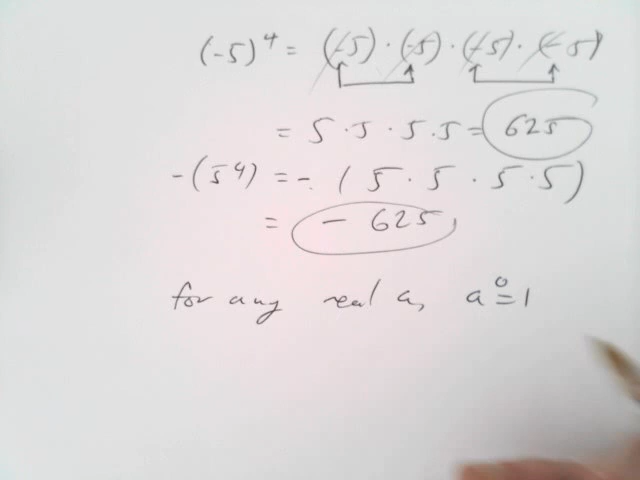 (-5)^4 = (-5) · (-5) · (-5) · (-5)
= 5 · 5 · 5 · 5 = 625
-(5^4) = - (5 · 5 · 5 · 5)
= - 625
for any real a, a^0 = 1